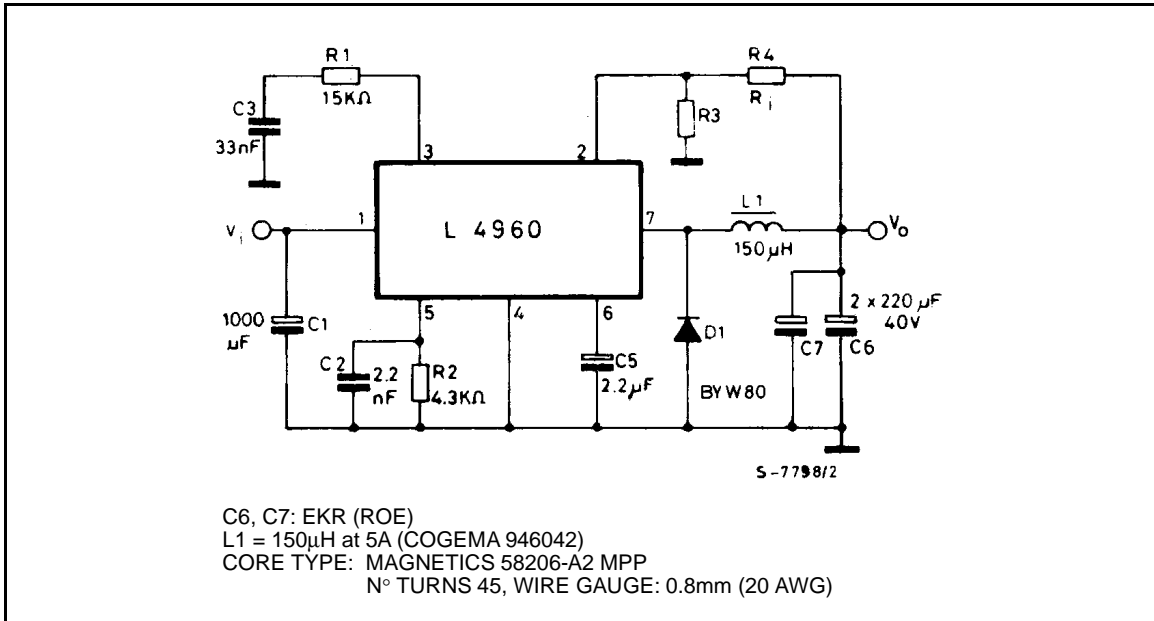 R1
15KΩ
C3
33nF
R4
Ri
R3
3
2
1
L 4960
7
Vi
L1
150μH
Vo
5
4
6
1000
μF
C1
C2
2.2
nF
R2
4.3KΩ
C5
2.2μF
D1
BYW80
C7
C6
2 x 220 μF
40V
S-7798/2
C6, C7: EKR (ROE)
L1 = 150μH at 5A (COGEMA 946042)
CORE TYPE: MAGNETICS 58206-A2 MPP
N° TURNS 45, WIRE GAUGE: 0.8mm (20 AWG)